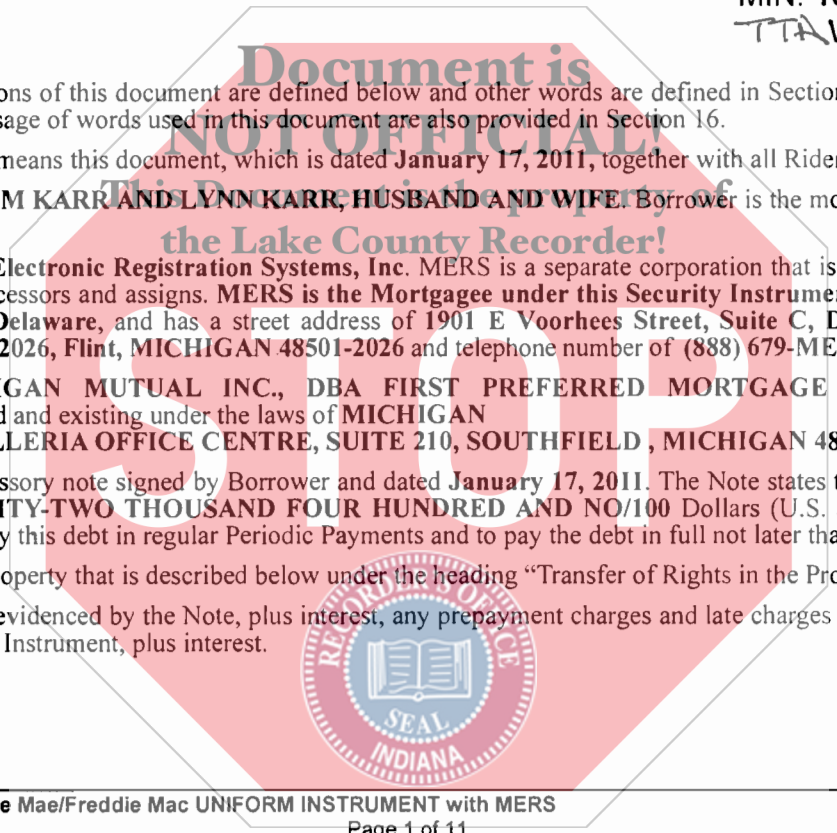 MIN: N
TTA
Document is
ons of this document are defined below and other words are defined in Section
sage of words used in this document are also provided in Section 16.
NOT OFFICIAL!
means this document, which is dated January 17, 2011, together with all Rider
This Document is the property of
M KARR AND LYNN KARR, HUSBAND AND WIFE. Borrower is the mo
the Lake County Recorder!
Electronic Registration Systems, Inc. MERS is a separate corporation that is
cessors and assigns. MERS is the Mortgagee under this Security Instrume
Delaware, and has a street address of 1901 E Voorhees Street, Suite C, D
2026, Flint, MICHIGAN 48501-2026 and telephone number of (888) 679-ME
IGAN MUTUAL INC., DBA FIRST PREFERRED MORTGAGE
d and existing under the laws of MICHIGAN
LLERIA OFFICE CENTRE, SUITE 210, SOUTHFIELD , MICHIGAN 48
STOP
ssory note signed by Borrower and dated January 17, 2011. The Note states t
ITY-TWO THOUSAND FOUR HUNDRED AND NO/100 Dollars (U.S.
y this debt in regular Periodic Payments and to pay the debt in full not later tha
operty that is described below under the heading “Transfer of Rights in the Pro
evidenced by the Note, plus interest, any prepayment charges and late charges
Instrument, plus interest.
RECORDER'S OFFICE
SEAL
INDIANA
e Mae/Freddie Mac UNIFORM INSTRUMENT with MERS
Page 1 of 11